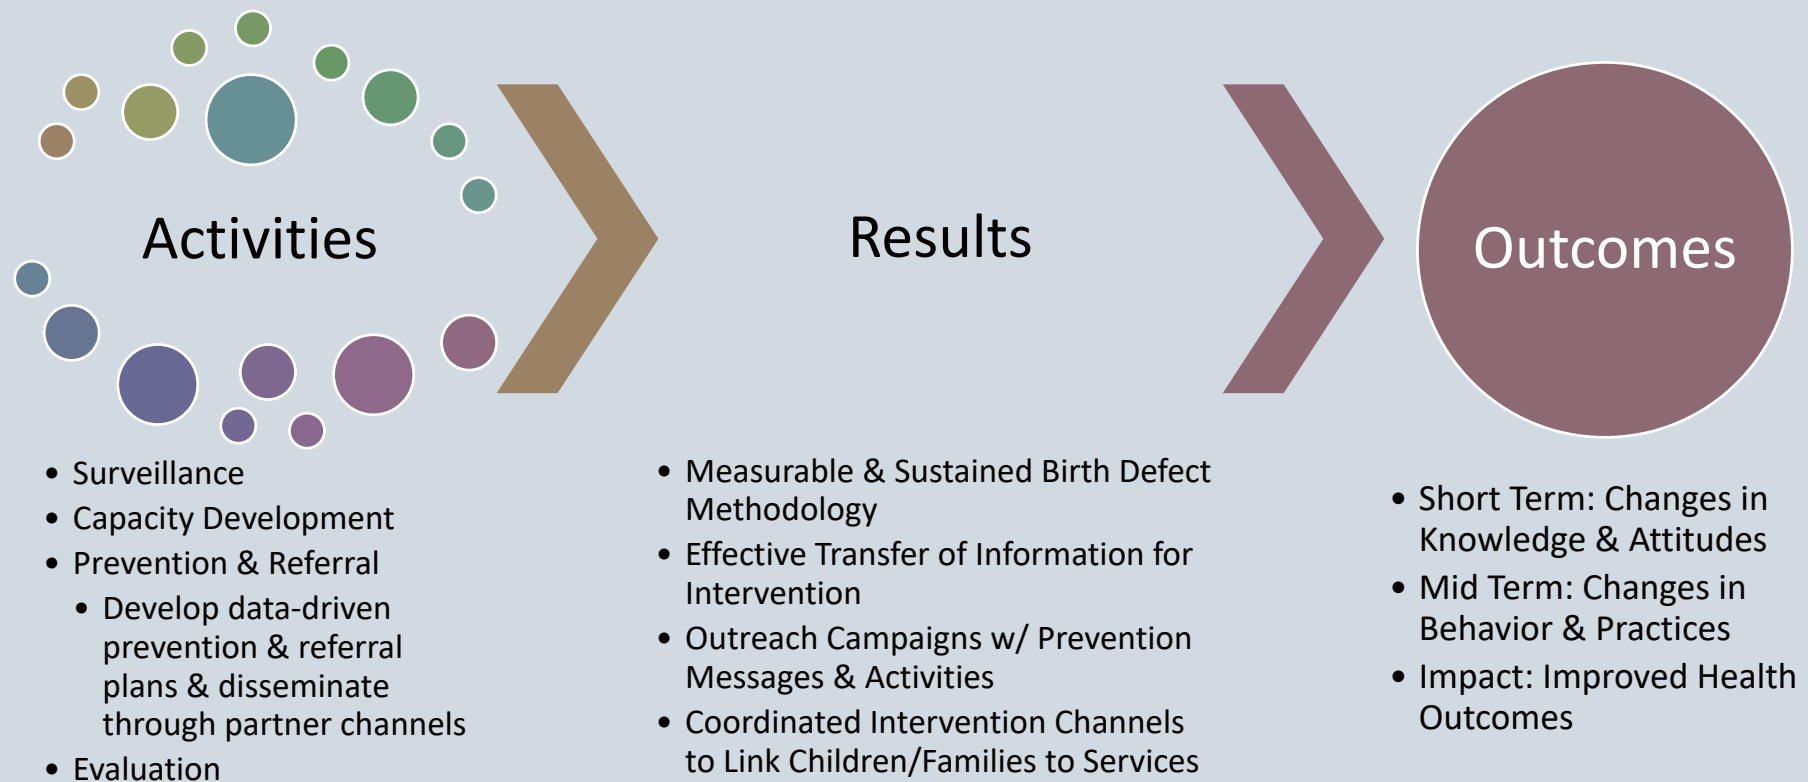 Activities
• Surveillance
• Capacity Development
• Prevention & Referral
• Develop data-driven
prevention & referral
plans & disseminate
through partner channels
• Evaluation
Results
• Measurable & Sustained Birth Defect
Methodology
• Effective Transfer of Information for
Intervention
• Outreach Campaigns w/ Prevention
Messages & Activities
• Coordinated Intervention Channels
to Link Children/Families to Services
Outcomes
• Short Term: Changes in
Knowledge & Attitudes
• Mid Term: Changes in
Behavior & Practices
• Impact: Improved Health
Outcomes